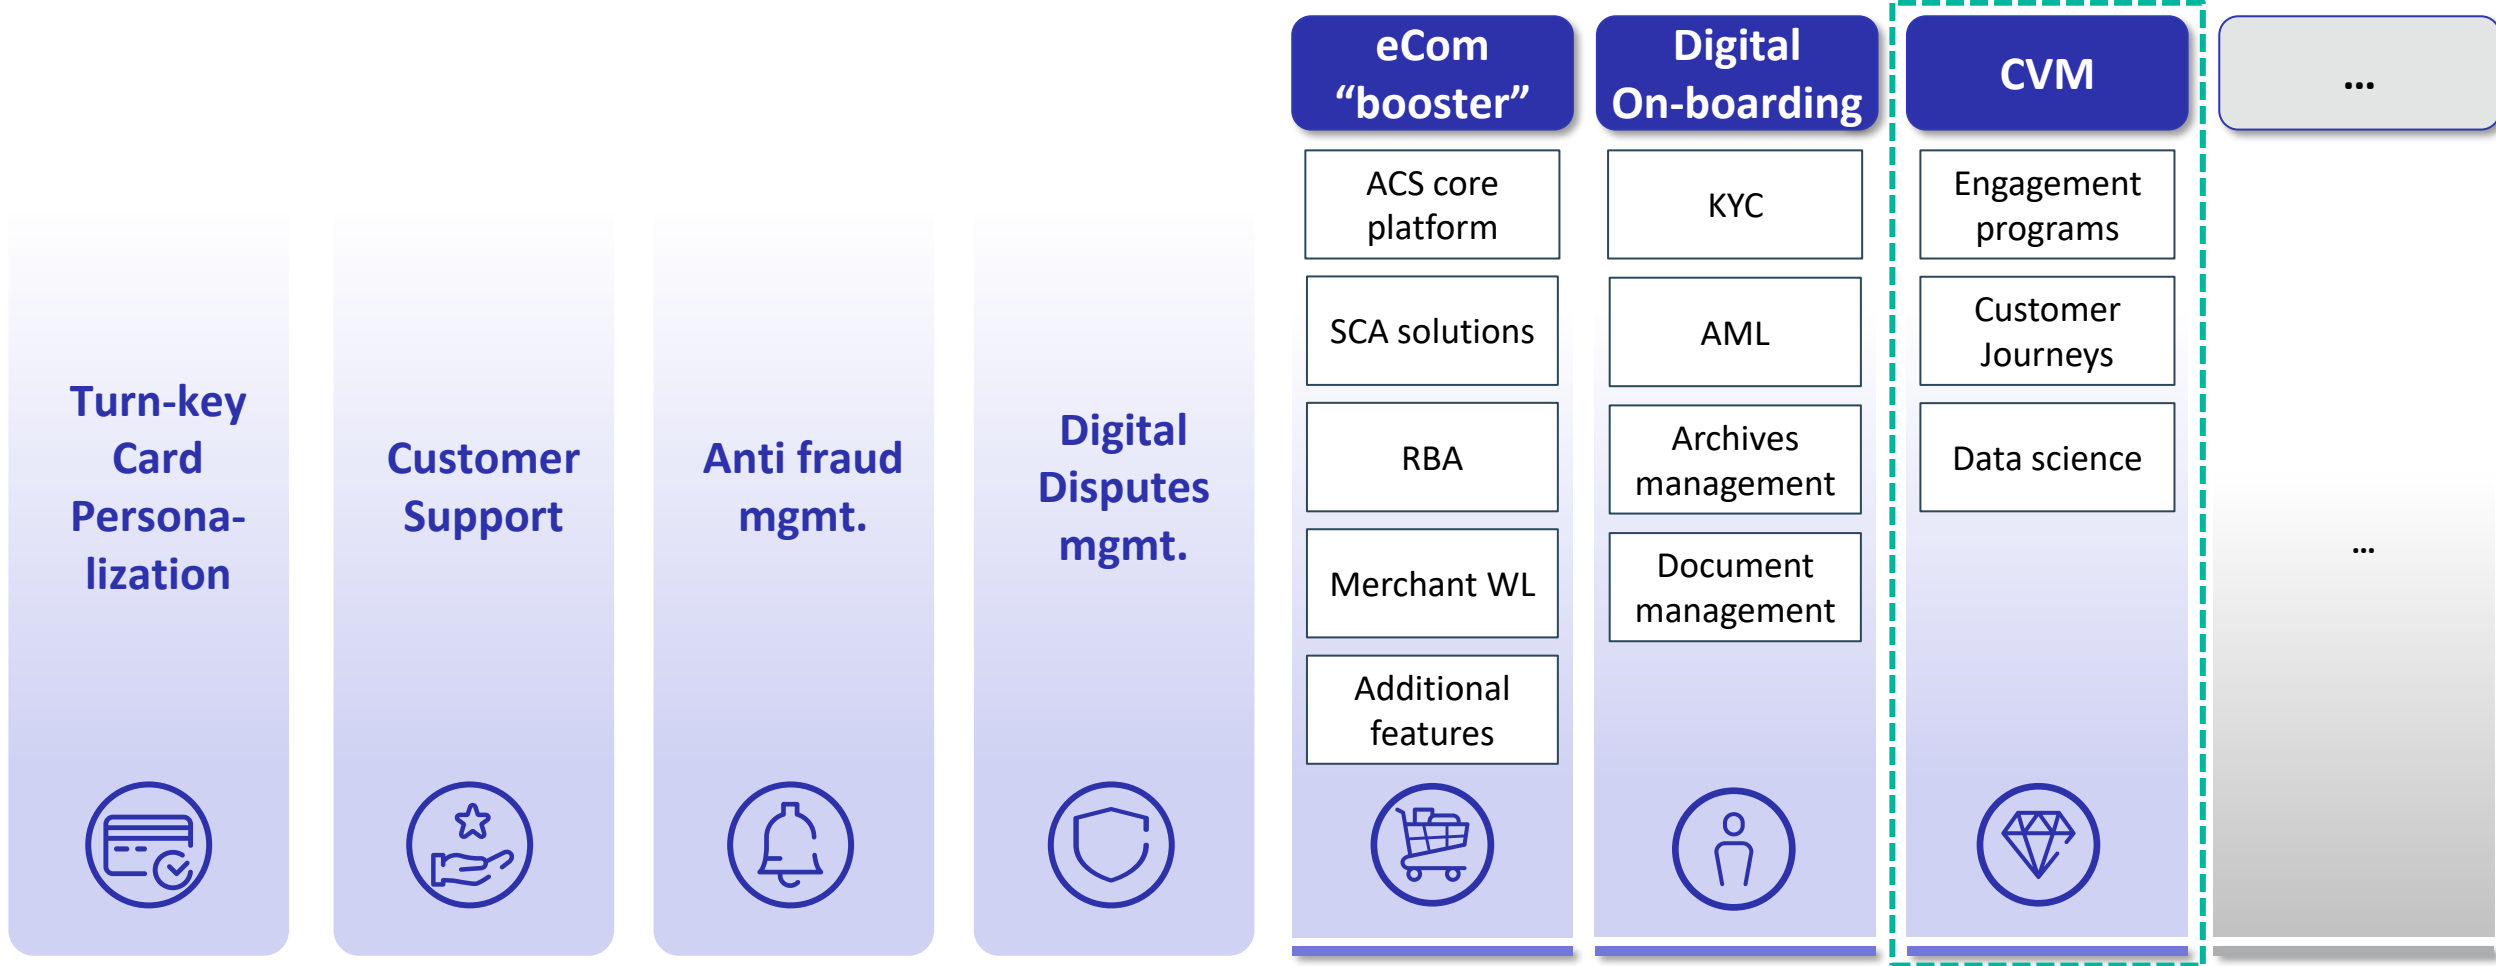 Turn-key
Card
Persona-
lization
Customer
Support
Anti fraud
mgmt.
Digital
Disputes
mgmt.
eCom
“booster”
ACS core
platform
SCA solutions
RBA
Merchant WL
Additional
features
Digital
On-boarding
KYC
AML
Archives
management
Document
management
CVM
Engagement
programs
Customer
Journeys
Data science
...
...